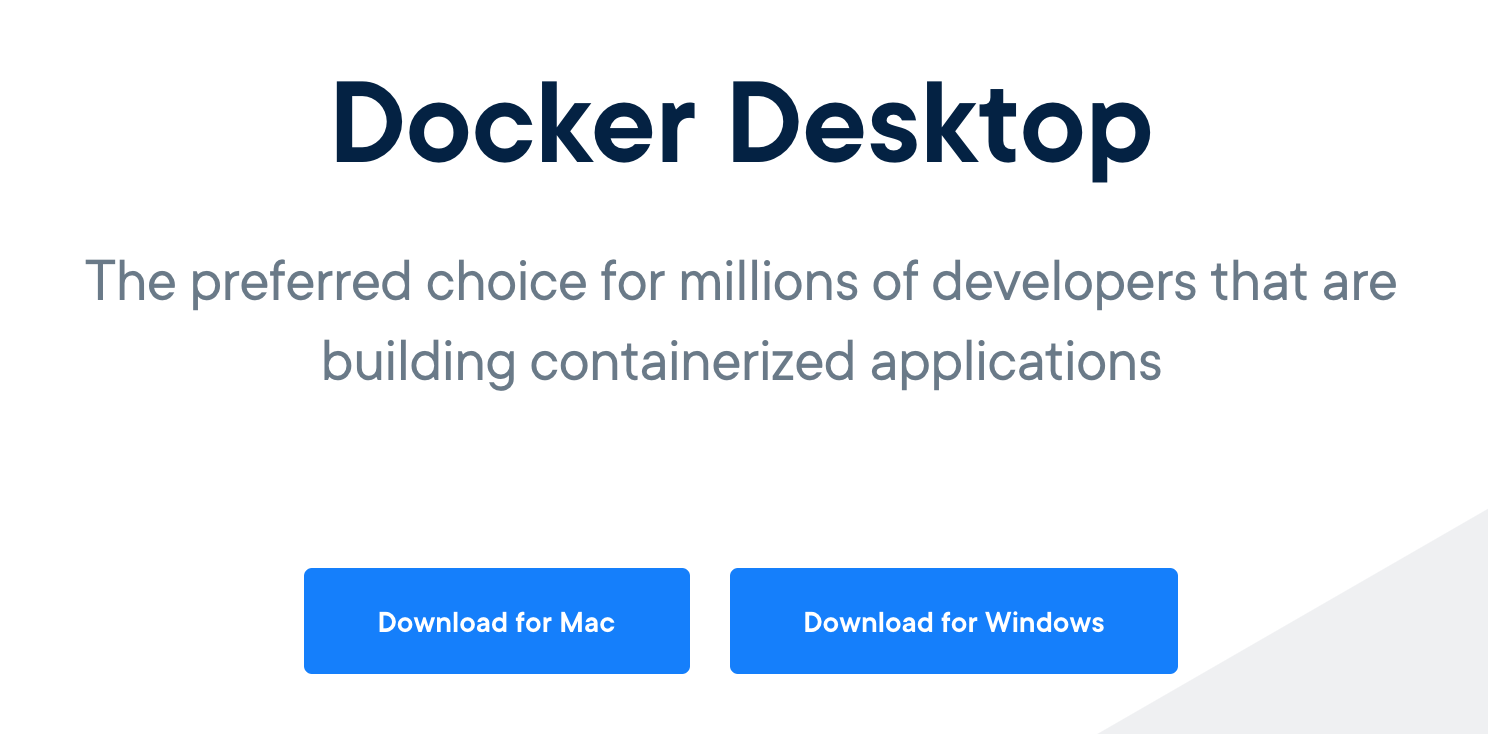 Docker Desktop
The preferred choice for millions of developers that are
building containerized applications
Download for Mac
Download for Windows